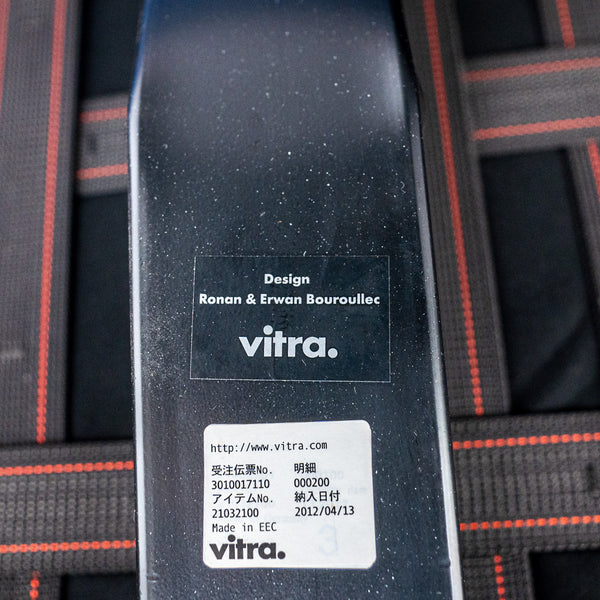 Design
Ronan & Erwan Bouroullec
vitra.
http://www.vitra.com
受注伝票No. 明細
3010017110 000200
アイテムNo. 納入日付
21032100 2012/04/13
Made in EEC
vitra.